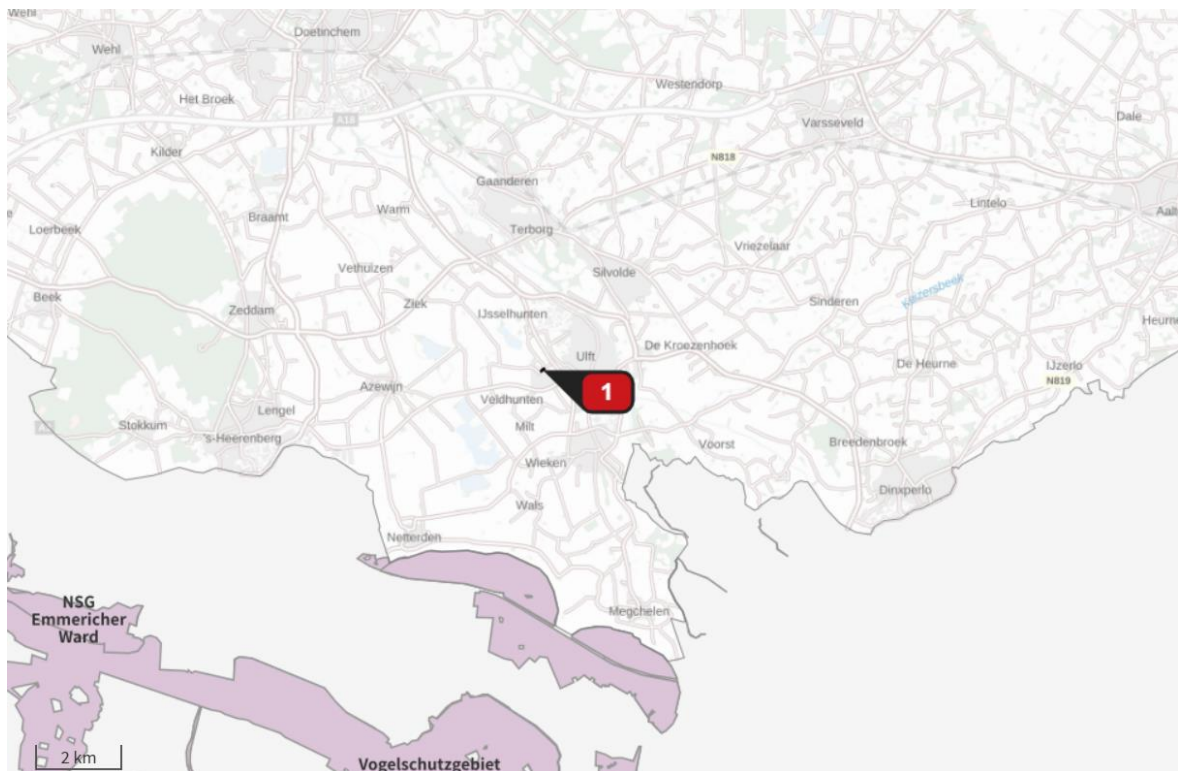 Wehl
Wehl
Doetinchem
Het Broek
Westendorp
A18
Varsseveld
Dale
Kilder
N818
Gaanderen
Lintelo
Braamt
Warm
Loerbeek
Terborg
Vriezelaar
Vethuizen
Silvolde
Keizersbeek
Beek
Zeddam
Ziek
Sinderen
IJsselhunten
Heurne
De Kroezenhoek
Ulft
De Heurne
IJzerlo
N819
Azewijn
1
Veldhunten
Lengel
Stokkum
Milt
's-Heerenberg
Voorst
Breedenbroek
Wieken
Dinxperlo
Wals
Netterden
NSG
Emmericher
Ward
Megchelen
2 km
Vogelschutzgebiet